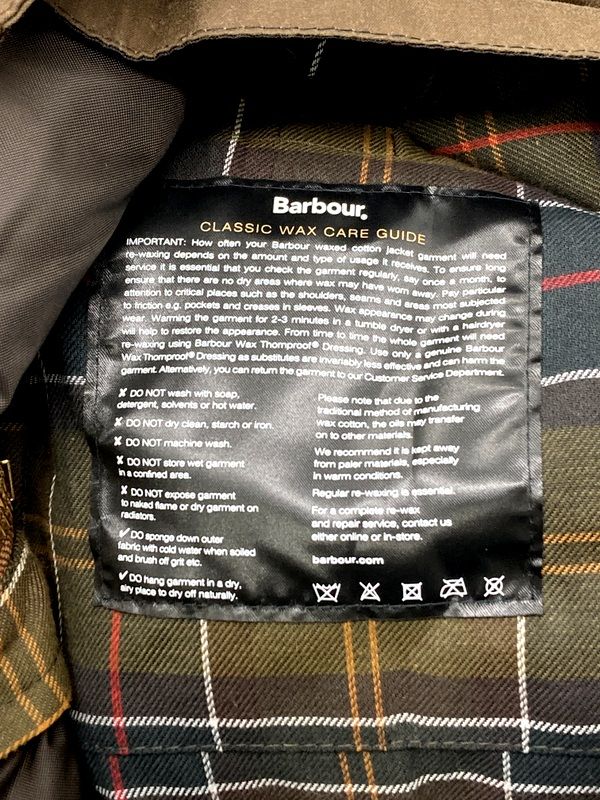 Barbour.
CLASSIC WAX CARE GUIDE
IMPORTANT: How often your Barbour waxed cotton jacket garment will need
re-waxing depends on the amount and type of usage it receives. To ensure long
service it is essential that you check the garment regularly, say once a month, to
ensure that there are no dry areas where wax may have worn away. Pay particular
attention to critical places such as the shoulders, seams and areas most subjected
to friction e.g. pockets and creases in sleeves. Wax appearance may change during
wear. Warming the garment for 2-3 minutes in a tumble dryer or with a hairdryer
will help to restore the appearance. From time to time the whole garment will need
re-waxing using Barbour Wax Thornproof® Dressing. Use only a genuine Barbour
Wax Thornproof® Dressing as substitutes are invariably less effective and can harm the
garment. Alternatively, you can return the garment to our Customer Service Department.
✗ DO NOT wash with soap,
detergent, solvents or hot water.
✗ DO NOT dry clean, starch or iron.
✗ DO NOT machine wash.
✗ DO NOT store wet garment
in a confined area.
✗ DO NOT expose garment
to naked flame or dry garment on
radiators.
✓ DO sponge down outer
fabric with cold water when soiled
and brush off grit etc.
✓ DO hang garment in a dry,
airy place to dry off naturally.
Please note that due to the
traditional method of manufacturing
wax cotton, the oils may transfer
on to other materials.
We recommend it is kept away
from paler materials, especially
in warm conditions.
Regular re-waxing is essential.
For a complete re-wax
and repair service, contact us
either online or in-store.
barbour.com